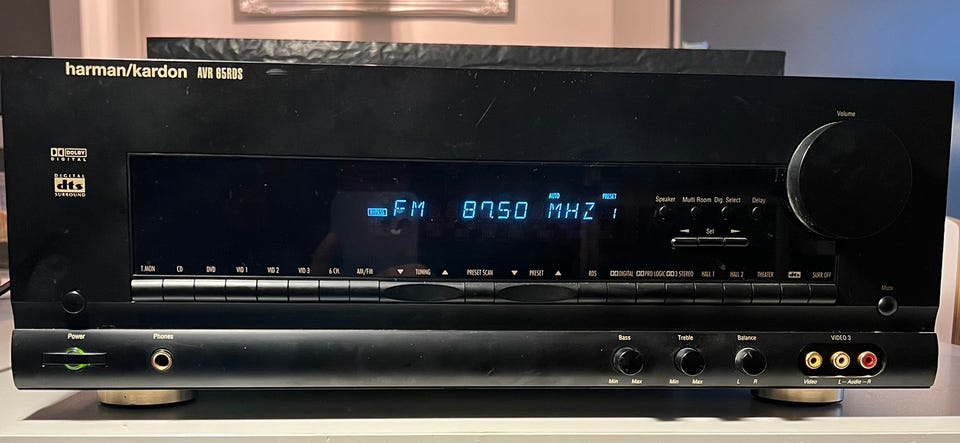 harman/kardon AVR 65RDS
Volume
DOLBY
DIGITAL
DIGITAL
dts
SURROUND
AUTO PRESET
FM 87.50 MHZ 1
Speaker Multi Room Dig. Select Delay
Set
T.MON CD DVD VID 1 VID 2 VID 3 6 CH. AM/FM TUNING PRESET SCAN PRESET RDS DIGITAL PRO LOGIC 3 STEREO HALL 1 HALL 2 THEATER dts SURR.OFF
Mute
Power Phones Bass Treble Balance VIDEO 3
Min Max Min Max L R Video L – Audio – R